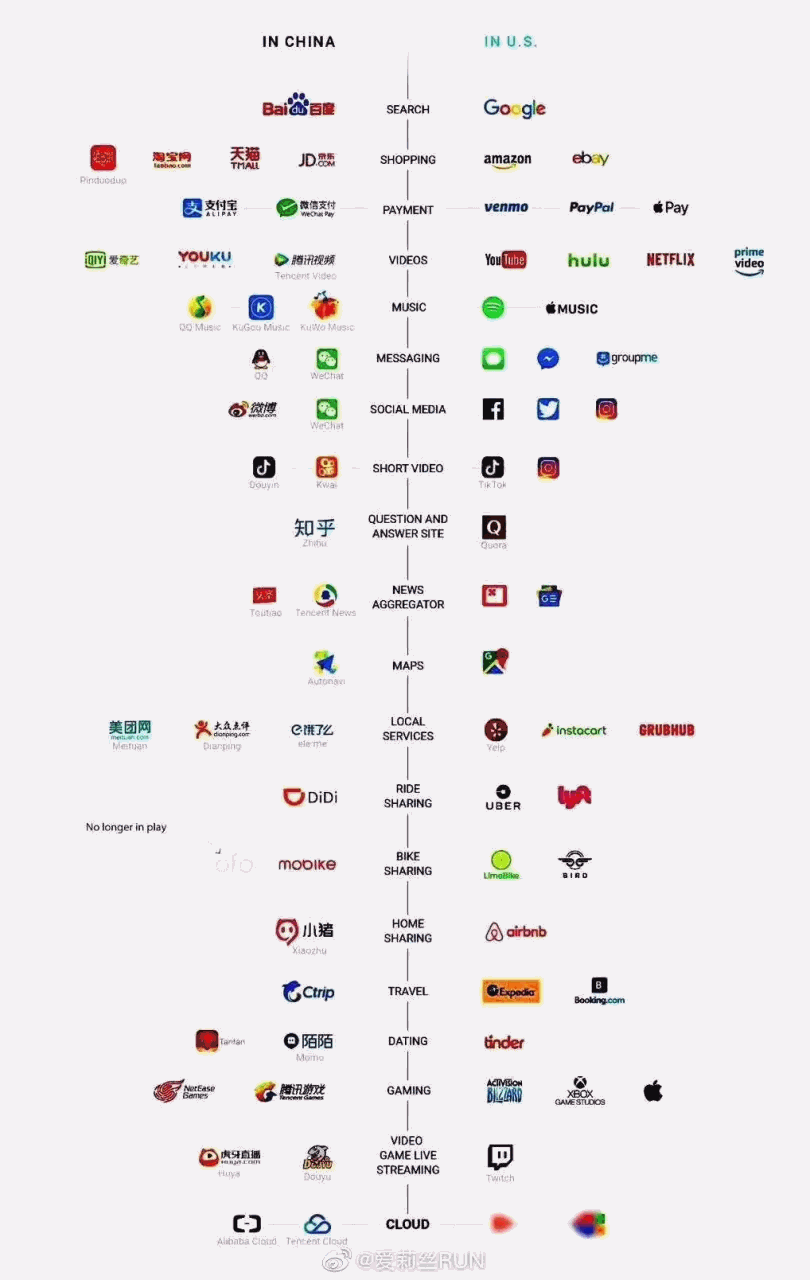 IN CHINA
IN U.S.
Bai du 百度
SEARCH
Google
淘宝网
Taobao.com
天猫
TMALL
JD 京东
.COM
SHOPPING
amazon
ebay
Pinduoduo
支付宝
ALIPAY
微信支付
WeChat Pay
PAYMENT
venmo
PayPal
Pay
QIYI 爱奇艺
YOUKU
腾讯视频
Tencent Video
VIDEOS
YouTube
hulu
NETFLIX
prime
video
K
QQ Music
KuGou Music
KuWo Music
MUSIC
MUSIC
QQ
WeChat
MESSAGING
groupme
微博
weibo.com
WeChat
SOCIAL MEDIA
Douyin
Kwai
SHORT VIDEO
TikTok
知乎
Zhihu
QUESTION AND
ANSWER SITE
Q
Quora
Toutiao
Tencent News
NEWS
AGGREGATOR
GE
Autonavi
MAPS
G
美团网
meituan.com
Meituan
大众点评
dianping.com
Dianping
饿了么
ele.me
LOCAL
SERVICES
Yelp
instacart
GRUBHUB
DiDi
RIDE
SHARING
UBER
lyft
No longer in play
ofo
mobike
BIKE
SHARING
LimeBike
BIRD
小猪
Xiaozhu
HOME
SHARING
airbnb
Ctrip
TRAVEL
Expedia
B
Booking.com
Tantan
陌陌
Momo
DATING
tinder
NetEase
Games
腾讯游戏
Tencent Games
GAMING
ACTIVISION
BLIZZARD
XBOX
GAME STUDIOS
虎牙直播
Huya.com
Huya
DOUYU
Douyu
VIDEO
GAME LIVE
STREAMING
Twitch
Alibaba Cloud
Tencent Cloud
CLOUD
@爱莉丝RUN